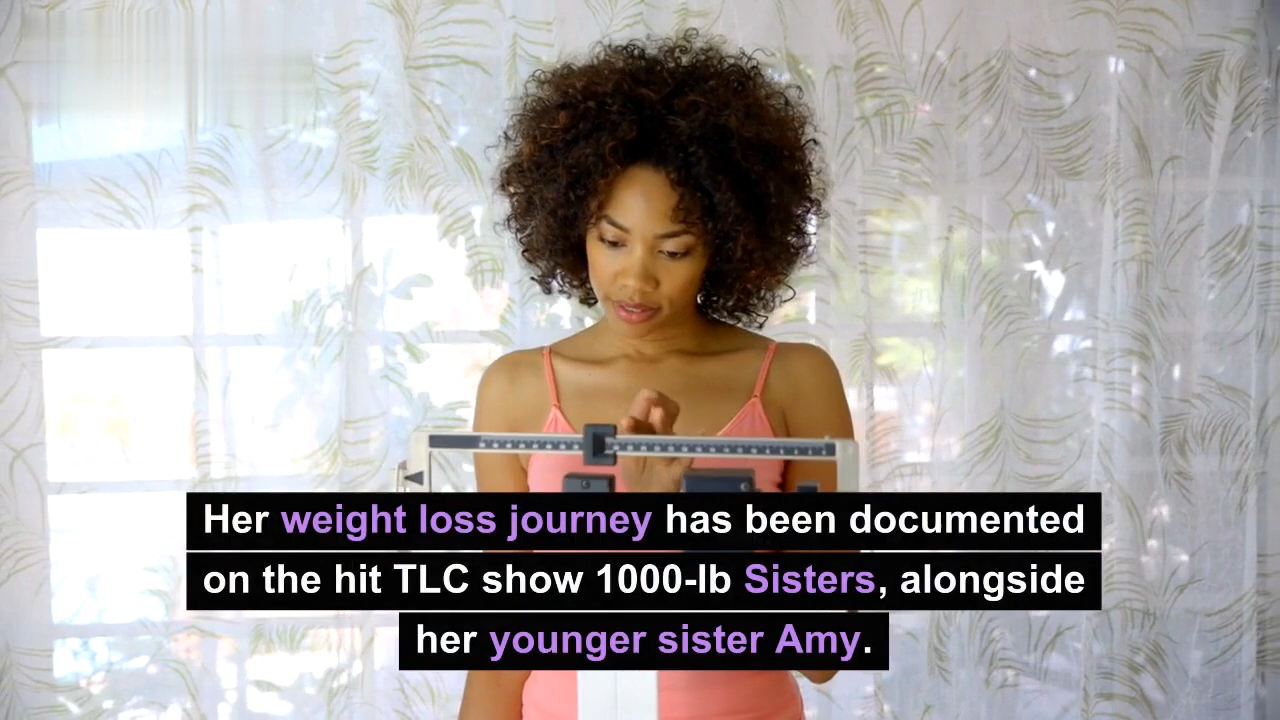 Her weight loss journey has been documented
on the hit TLC show 1000-lb Sisters, alongside
her younger sister Amy.